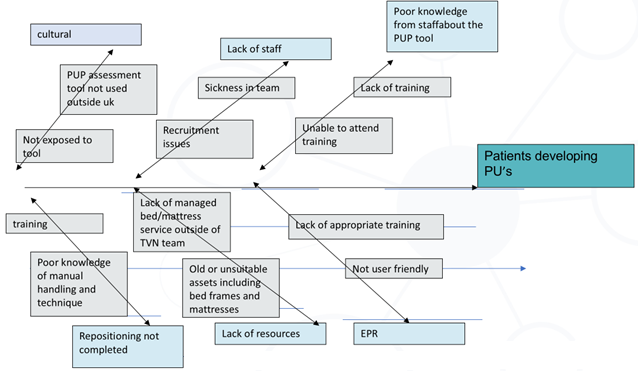 cultural
Lack of staff
Poor knowledge
from staffabout the
PUP tool
PUP assessment
tool not used
outside uk
Sickness in team
Lack of training
Not exposed to
tool
Recruitment
issues
Unable to attend
training
Patients developing
PU's
training
Lack of managed
bed/mattress
service outside of
TVN team
Lack of appropriate training
Poor knowledge
of manual
handling and
technique
Old or unsuitable
assets including
bed frames and
mattresses
Not user friendly
Repositioning not
completed
Lack of resources
EPR